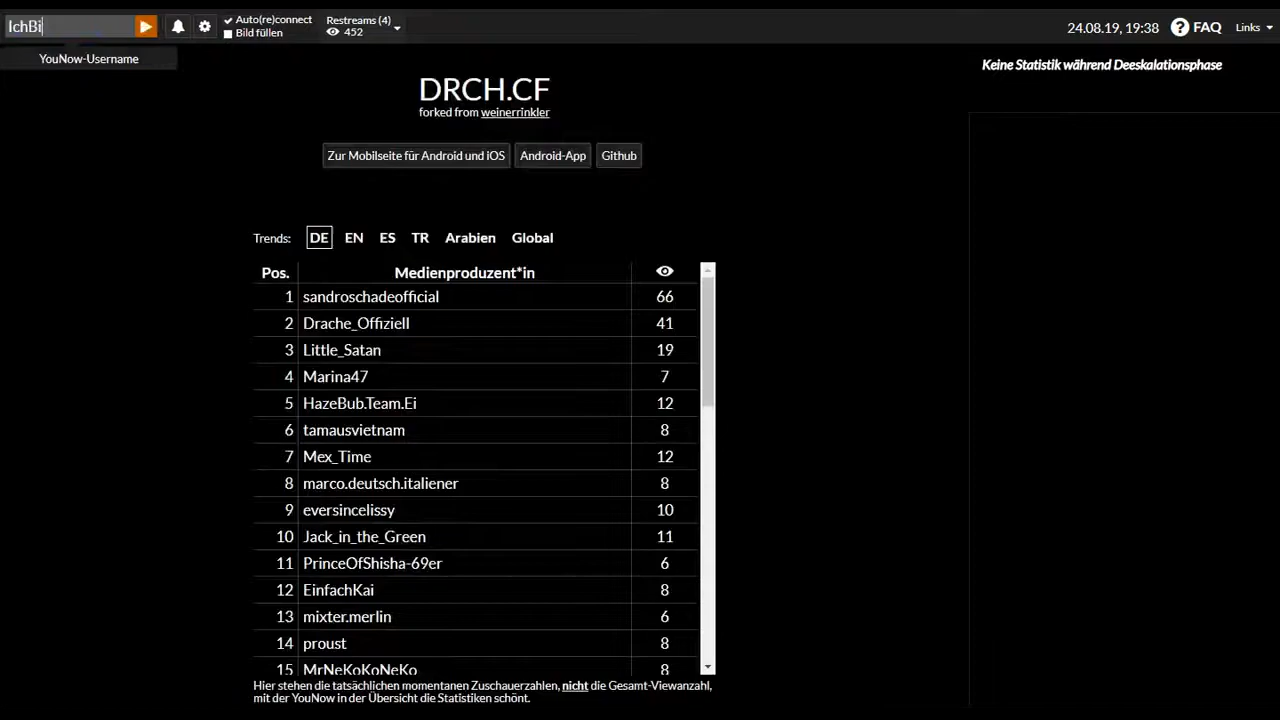 IchBi
Auto(re)connect
Bild füllen
Restreams (4)
452
24.08.19, 19:38
? FAQ
Links
YouNow-Username
Keine Statistik während Deeskalationsphase
DRCH.CF
forked from weinerrinkler
Zur Mobilseite für Android und iOS
Android-App
Github
Trends: DE EN ES TR Arabien Global
Pos. Medienproduzent*in
1 sandroschadeofficial 66
2 Drache_Offiziell 41
3 Little_Satan 19
4 Marina47 7
5 HazeBub.Team.Ei 12
6 tamausvietnam 8
7 Mex_Time 12
8 marco.deutsch.italiener 8
9 eversincelissy 10
10 Jack_in_the_Green 11
11 PrinceOfShisha-69er 6
12 EinfachKai 8
13 mixter.merlin 6
14 proust 8
15 MrNeKoKoNeKo 8
Hier stehen die tatsächlichen momentanen Zuschauerzahlen, nicht die Gesamt-Viewanzahl,
mit der YouNow in der Übersicht die Statistiken schönt.